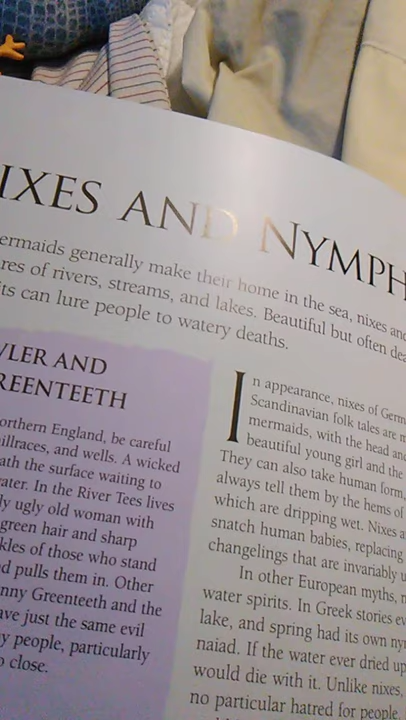 IXES AND NYMPH
ermaids generally make their home in the sea, nixes and
res of rivers, streams, and lakes. Beautiful but often dea
its can lure people to watery deaths.
WLER AND
REENTEETH
orthern England, be careful
illraces, and wells. A wicked
ath the surface waiting to
ater. In the River Tees lives
ly ugly old woman with
green hair and sharp
kles of those who stand
d pulls them in. Other
nny Greenteeth and the
ave just the same evil
y people, particularly
o close.
In appearance, nixes of Germ
Scandinavian folk tales are m
mermaids, with the head and
beautiful young girl and the
They can also take human form,
always tell them by the hems of
which are dripping wet. Nixes a
snatch human babies, replacing
changelings that are invariably u
In other European myths, n
water spirits. In Greek stories ev
lake, and spring had its own ny
naiad. If the water ever dried up
would die with it. Unlike nixes,
no particular hatred for people